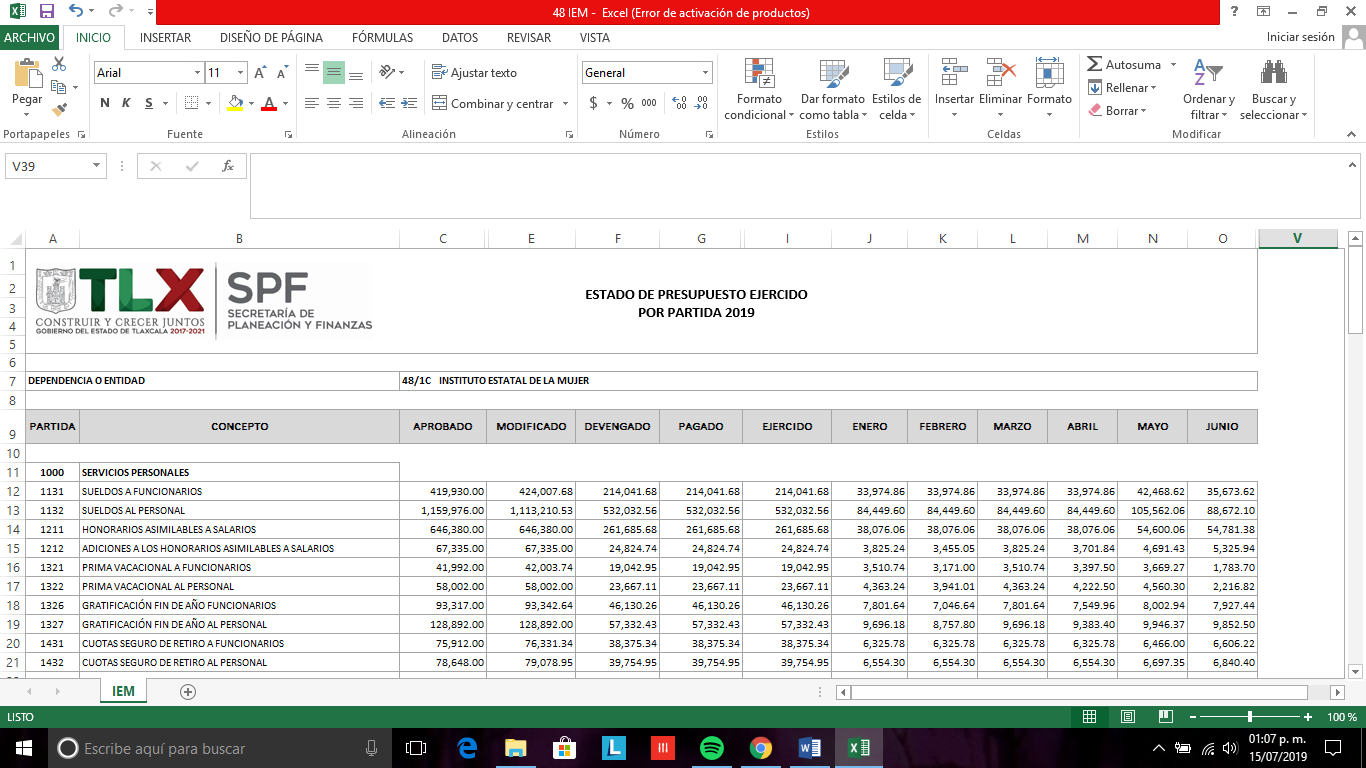 48 IEM - Excel (Error de activación de productos)
ARCHIVO INICIO INSERTAR DISEÑO DE PÁGINA FÓRMULAS DATOS REVISAR VISTA Iniciar sesión
Pegar Arial 11 Ajustar texto General Formato condicional Dar formato como tabla Estilos de celda Insertar Eliminar Formato Autosuma Rellenar Borrar Ordenar y filtrar Buscar y seleccionar
N K S Combinar y centrar $ % 000
Portapapeles Fuente Alineación Número Estilos Celdas Modificar
V39 fx
A B C E F G I J K L M N O V
1
2
3
4
5
TLX
CONSTRUIR Y CRECER JUNTOS
GOBIERNO DEL ESTADO DE TLAXCALA 2017-2021
SPF
SECRETARÍA DE
PLANEACIÓN Y FINANZAS
ESTADO DE PRESUPUESTO EJERCIDO
POR PARTIDA 2019
6
7 DEPENDENCIA O ENTIDAD 48/1C INSTITUTO ESTATAL DE LA MUJER
8
9 PARTIDA CONCEPTO APROBADO MODIFICADO DEVENGADO PAGADO EJERCIDO ENERO FEBRERO MARZO ABRIL MAYO JUNIO
10
11 1000 SERVICIOS PERSONALES
12 1131 SUELDOS A FUNCIONARIOS 419,930.00 424,007.68 214,041.68 214,041.68 214,041.68 33,974.86 33,974.86 33,974.86 33,974.86 42,468.62 35,673.62
13 1132 SUELDOS AL PERSONAL 1,159,976.00 1,113,210.53 532,032.56 532,032.56 532,032.56 84,449.60 84,449.60 84,449.60 84,449.60 105,562.06 88,672.10
14 1211 HONORARIOS ASIMILABLES A SALARIOS 646,380.00 646,380.00 261,685.68 261,685.68 261,685.68 38,076.06 38,076.06 38,076.06 38,076.06 54,600.06 54,781.38
15 1212 ADICIONES A LOS HONORARIOS ASIMILABLES A SALARIOS 67,335.00 67,335.00 24,824.74 24,824.74 24,824.74 3,825.24 3,455.05 3,825.24 3,701.84 4,691.43 5,325.94
16 1321 PRIMA VACACIONAL A FUNCIONARIOS 41,992.00 42,003.74 19,042.95 19,042.95 19,042.95 3,510.74 3,171.00 3,510.74 3,397.50 3,669.27 1,783.70
17 1322 PRIMA VACACIONAL AL PERSONAL 58,002.00 58,002.00 23,667.11 23,667.11 23,667.11 4,363.24 3,941.01 4,363.24 4,222.50 4,560.30 2,216.82
18 1326 GRATIFICACIÓN FIN DE AÑO FUNCIONARIOS 93,317.00 93,342.64 46,130.26 46,130.26 46,130.26 7,801.64 7,046.64 7,801.64 7,549.96 8,002.94 7,927.44
19 1327 GRATIFICACIÓN FIN DE AÑO AL PERSONAL 128,892.00 128,892.00 57,332.43 57,332.43 57,332.43 9,696.18 8,757.80 9,696.18 9,383.40 9,946.37 9,852.50
20 1431 CUOTAS SEGURO DE RETIRO A FUNCIONARIOS 75,912.00 76,331.34 38,375.34 38,375.34 38,375.34 6,325.78 6,325.78 6,325.78 6,325.78 6,466.00 6,606.22
21 1432 CUOTAS SEGURO DE RETIRO AL PERSONAL 78,648.00 79,078.95 39,754.95 39,754.95 39,754.95 6,554.30 6,554.30 6,554.30 6,554.30 6,697.35 6,840.40
IEM
LISTO 100 %
Escribe aquí para buscar 01:07 p. m.
15/07/2019